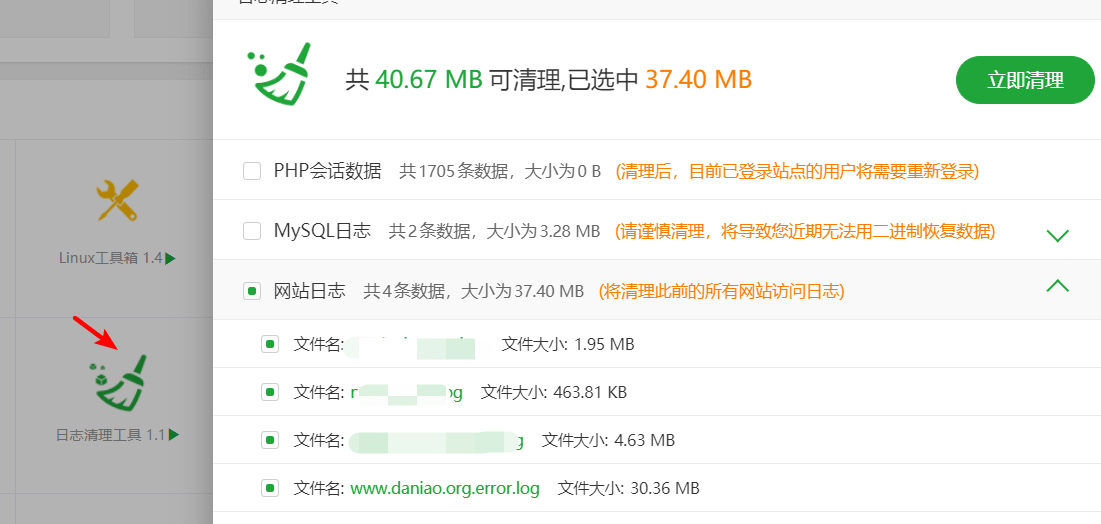 共 40.67 MB 可清理,已选中 37.40 MB
立即清理
PHP会话数据 共1705条数据，大小为0 B (清理后，目前已登录站点的用户将需要重新登录)
MySQL日志 共2条数据，大小为3.28 MB (请谨慎清理，将导致您近期无法用二进制恢复数据)
网站日志 共4条数据，大小为37.40 MB (将清理此前的所有网站访问日志)
文件名: 文件大小: 1.95 MB
文件名: 文件大小: 463.81 KB
文件名: 文件大小: 4.63 MB
文件名: www.daniao.org.error.log 文件大小: 30.36 MB
Linux工具箱 1.4
日志清理工具 1.1